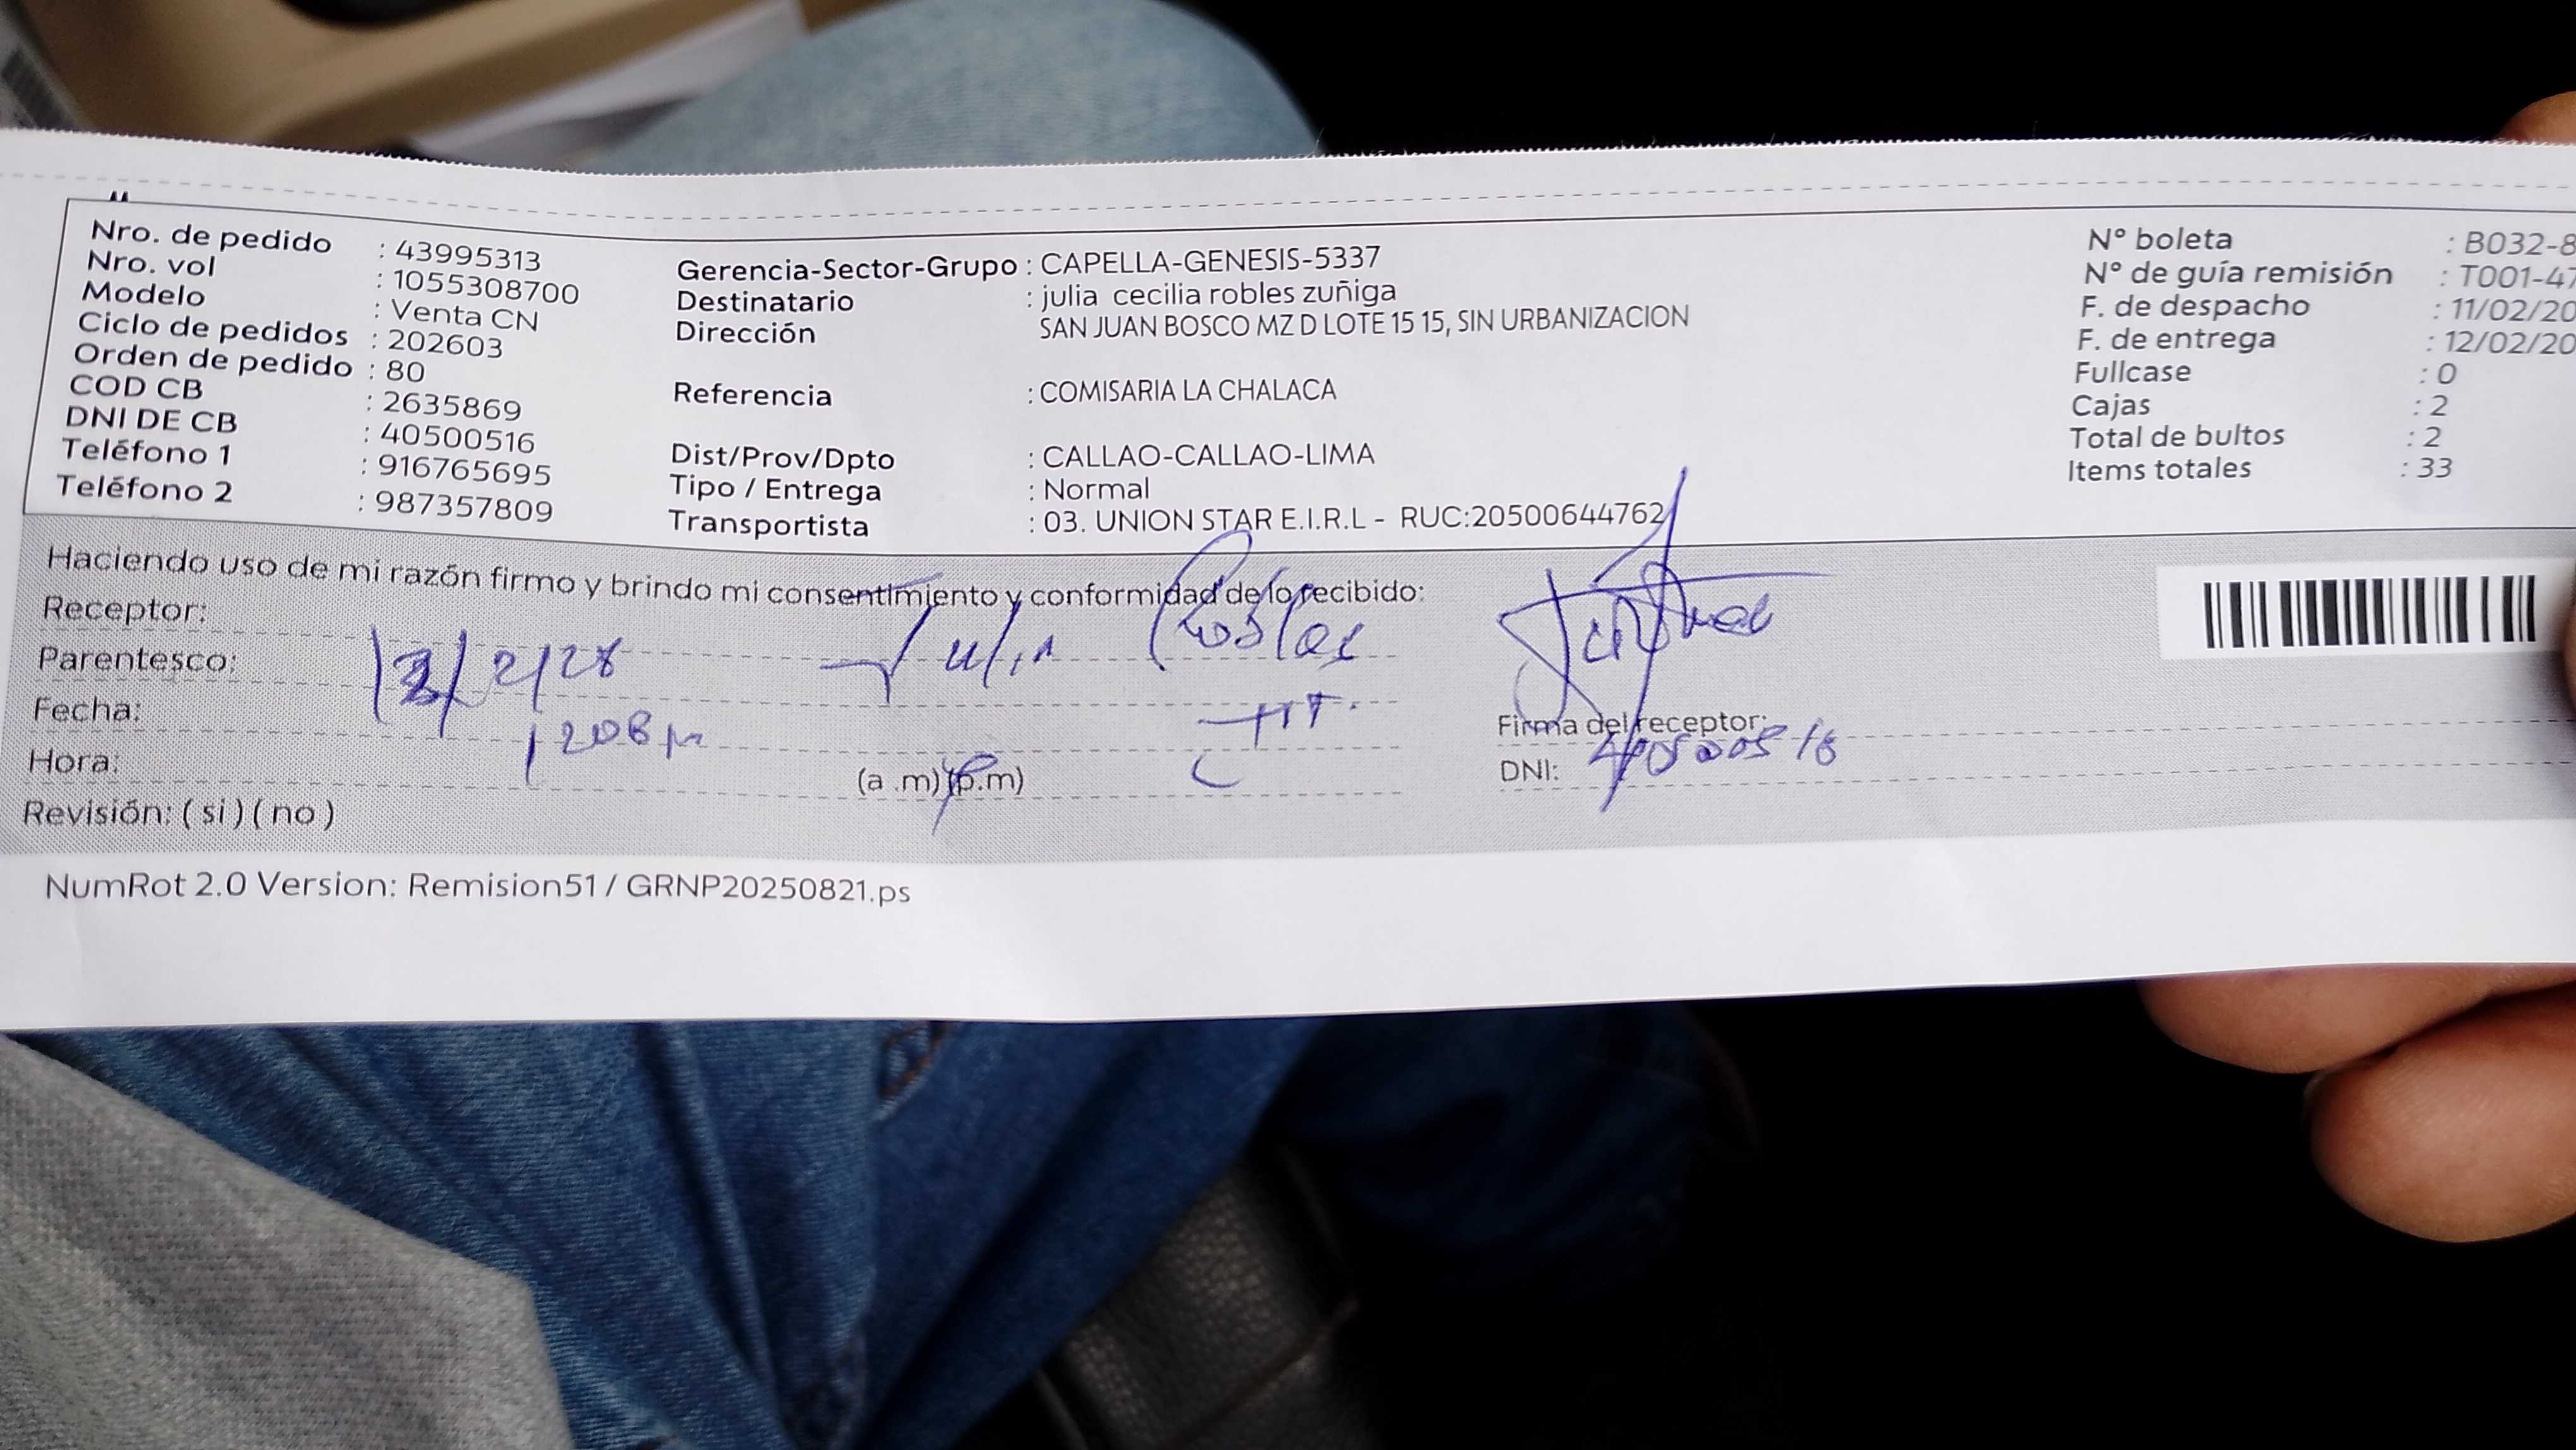 Nro. de pedido : 43995313
Nro. vol : 1055308700
Modelo : Venta CN
Ciclo de pedidos : 202603
Orden de pedido : 80
COD CB : 2635869
DNI DE CB : 40500516
Teléfono 1 : 916765695
Teléfono 2 : 987357809
Gerencia-Sector-Grupo : CAPELLA-GENESIS-5337
Destinatario : julia cecilia robles zuñiga
Dirección SAN JUAN BOSCO MZ D LOTE 15 15, SIN URBANIZACION
Referencia : COMISARIA LA CHALACA
Dist/Prov/Dpto : CALLAO-CALLAO-LIMA
Tipo / Entrega : Normal
Transportista : 03. UNION STAR E.I.R.L - RUC:20500644762
N° boleta : B032-8
N° de guía remisión : T001-47
F. de despacho : 11/02/20
F. de entrega : 12/02/20
Fullcase : 0
Cajas : 2
Total de bultos : 2
Items totales : 33
Haciendo uso de mi razón firmo y brindo mi consentimiento y conformidad de lo recibido:
Receptor: Julia Robles
Parentesco: TIT.
Fecha:
Hora: (a .m) (p.m)
Revisión: ( si ) ( no )
Firma del receptor:
DNI: 40500516
NumRot 2.0 Version: Remision51 / GRNP20250821.ps